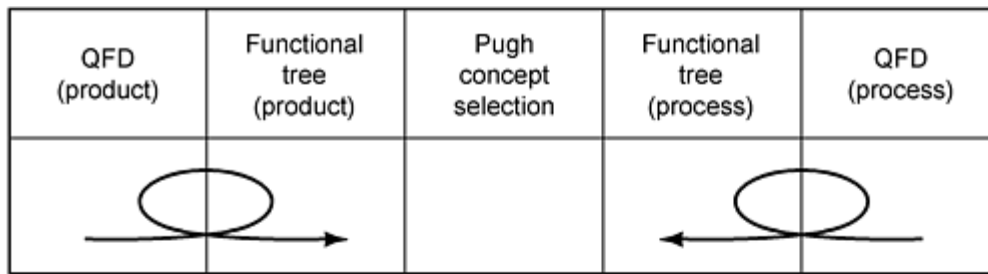 QFD
(product)
Functional
tree
(product)
Pugh
concept
selection
Functional
tree
(process)
QFD
(process)